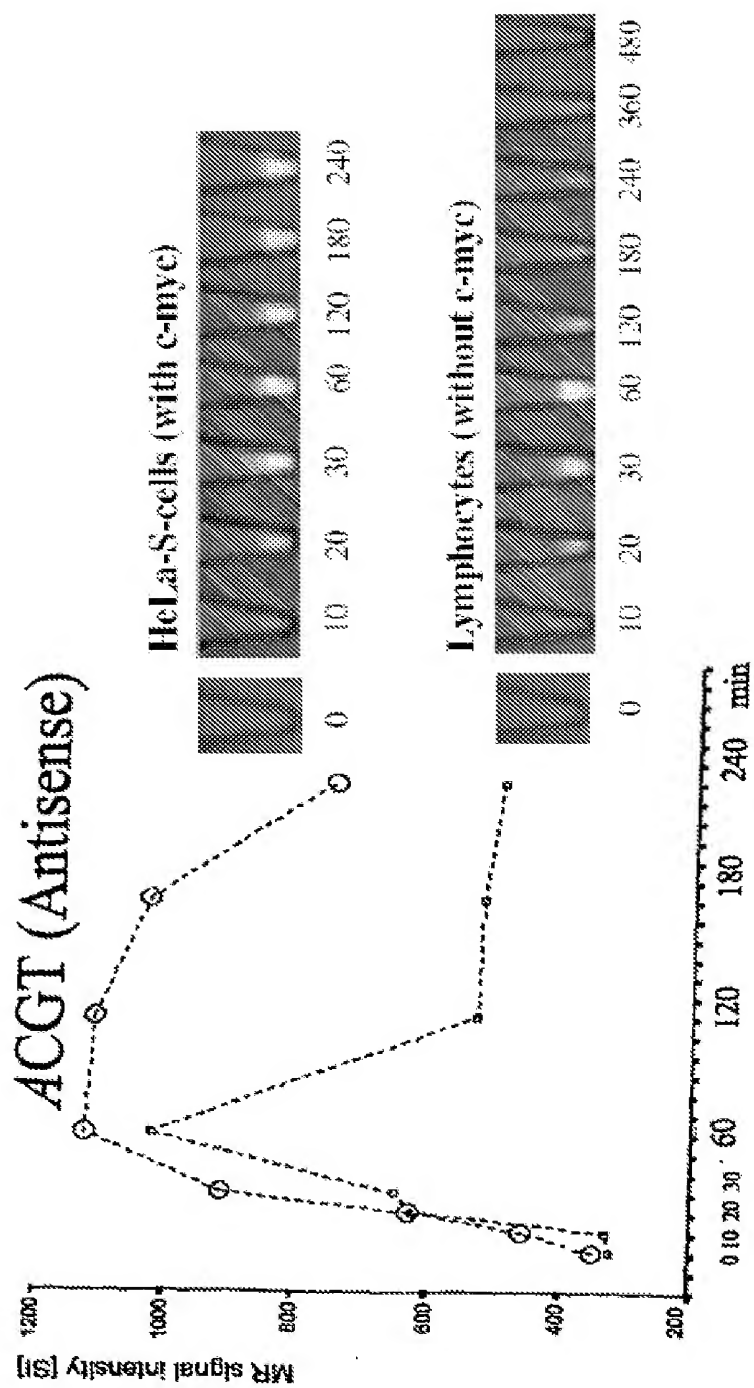 ACGT (Antisense)
MR signal intensity [SI]
1200
1000
800
600
400
200
0 10 20 30 60 120 180 240 min
HeLa-S-cells (with c-myc)
0 10 20 30 60 120 180 240
Lymphocytes (without c-myc)
0 10 20 30 60 120 180 240 360 480